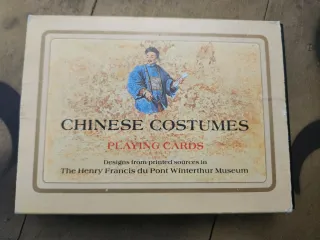 CHINESE COSTUMES
PLAYING CARDS
Designs from printed sources in
The Henry Francis du Pont Winterthur Museum